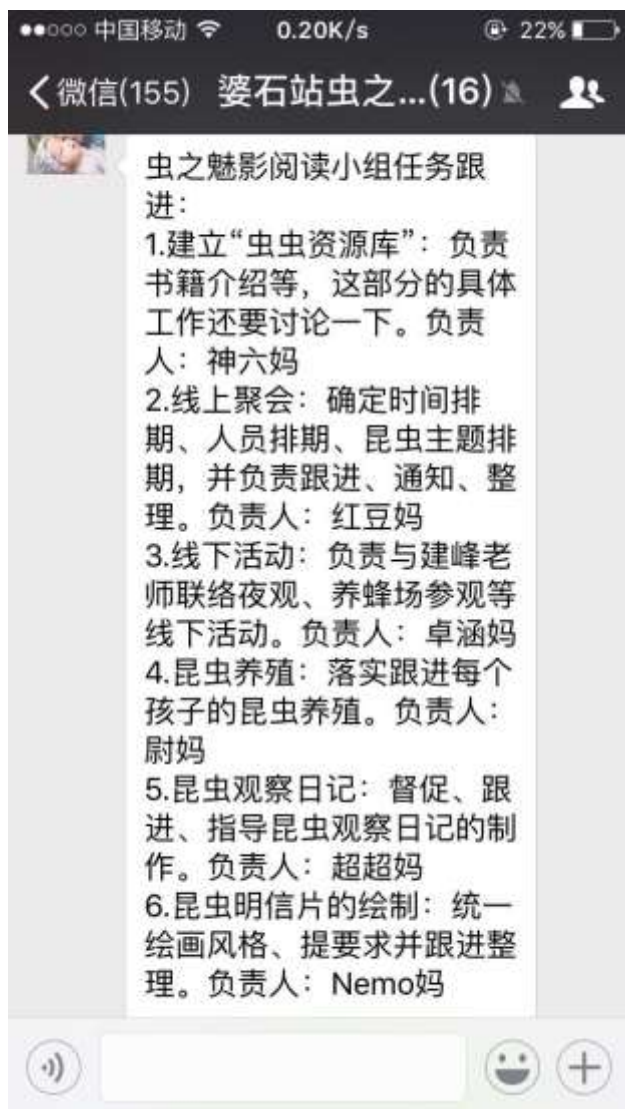 中国移动 0.20K/s 22%
微信(155) 婆石站虫之...(16)
虫之魅影阅读小组任务跟
进：
1.建立“虫虫资源库”：负责
书籍介绍等，这部分的具体
工作还要讨论一下。负责
人：神六妈
2.线上聚会：确定时间排
期、人员排期、昆虫主题排
期，并负责跟进、通知、整
理。负责人：红豆妈
3.线下活动：负责与建峰老
师联络夜观、养蜂场参观等
线下活动。负责人：卓涵妈
4.昆虫养殖：落实跟进每个
孩子的昆虫养殖。负责人：
尉妈
5.昆虫观察日记：督促、跟
进、指导昆虫观察日记的制
作。负责人：超超妈
6.昆虫明信片的绘制：统一
绘画风格、提要求并跟进整
理。负责人：Nemo妈